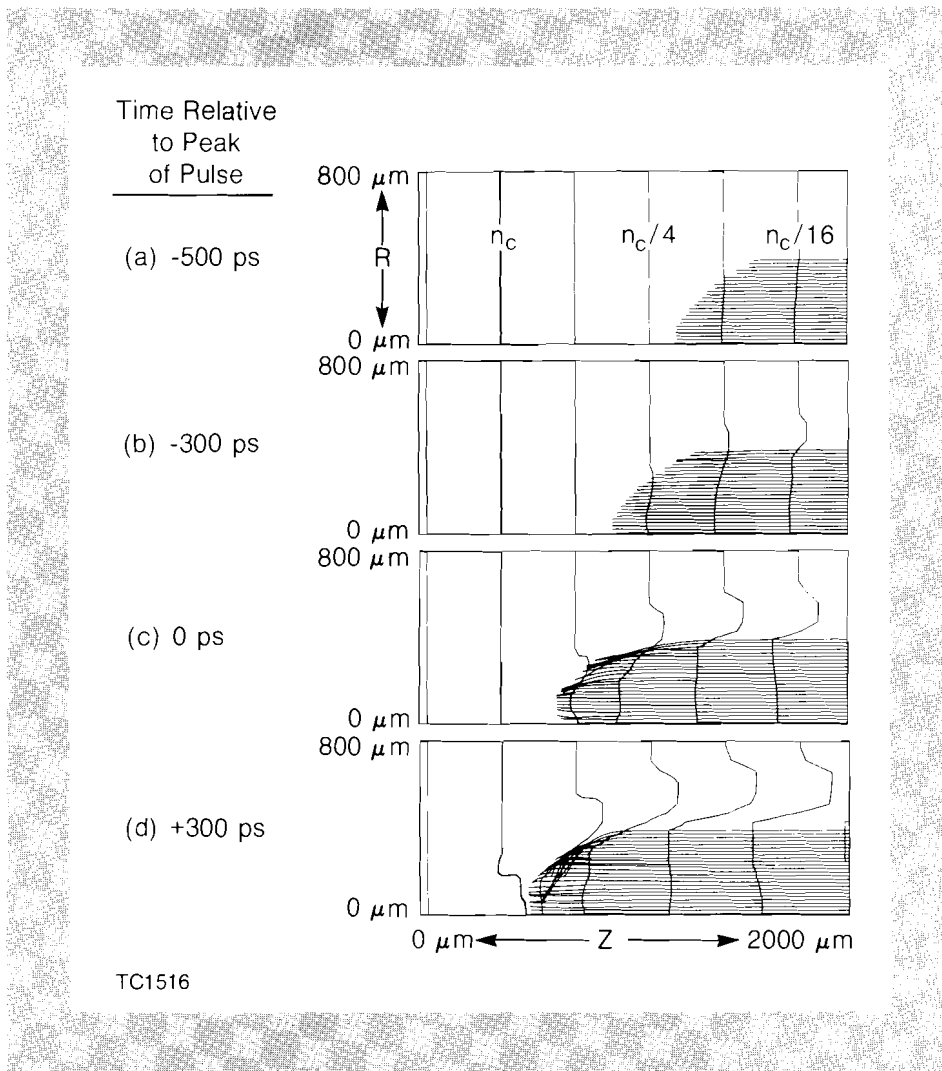 Time Relative
to Peak
of Pulse
(a) -500 ps
800 μm
R
0 μm
n_c
n_c/4
n_c/16
(b) -300 ps
800 μm
0 μm
(c) 0 ps
800 μm
0 μm
(d) +300 ps
800 μm
0 μm
0 μm Z 2000 μm
TC1516